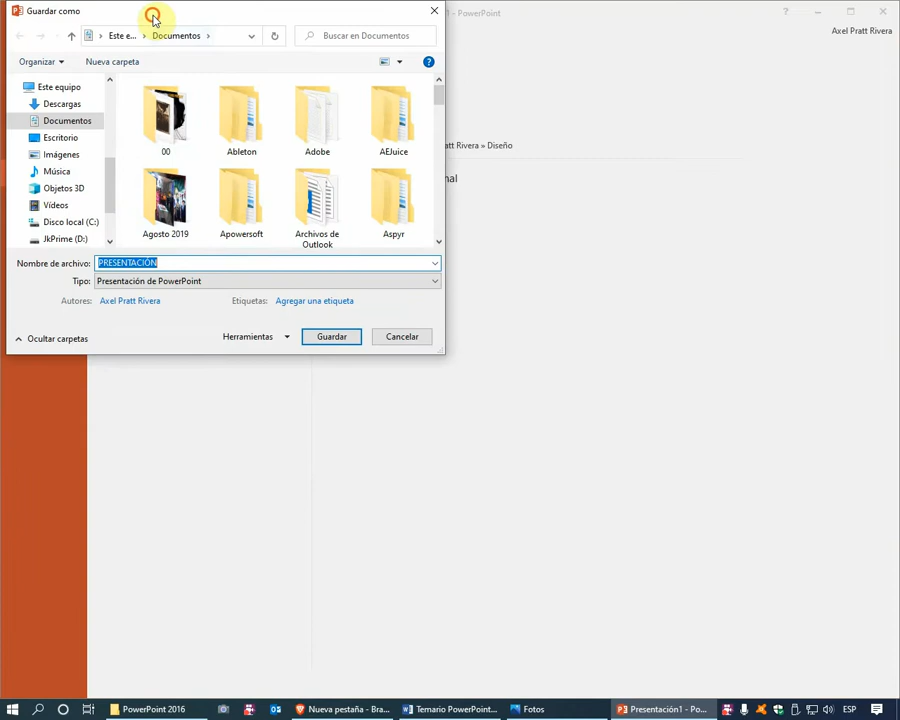 Guardar como
1 - PowerPoint
?
Axel Pratt Rivera
Este e... > Documentos >
Buscar en Documentos
Organizar
Nueva carpeta
?
Este equipo
Descargas
Documentos
Escritorio
Imágenes
Música
Objetos 3D
Vídeos
Disco local (C:)
JkPrime (D:)
00
Ableton
Adobe
AEJuice
Agosto 2019
Apowersoft
Archivos de
Outlook
Aspyr
att Rivera » Diseño
nal
Nombre de archivo: PRESENTACIÓN
Tipo: Presentación de PowerPoint
Autores: Axel Pratt Rivera
Etiquetas: Agregar una etiqueta
Ocultar carpetas
Herramientas
Guardar
Cancelar
PowerPoint 2016
Nueva pestaña - Bra...
Temario PowerPoint...
Fotos
Presentación1 - Po...
ESP